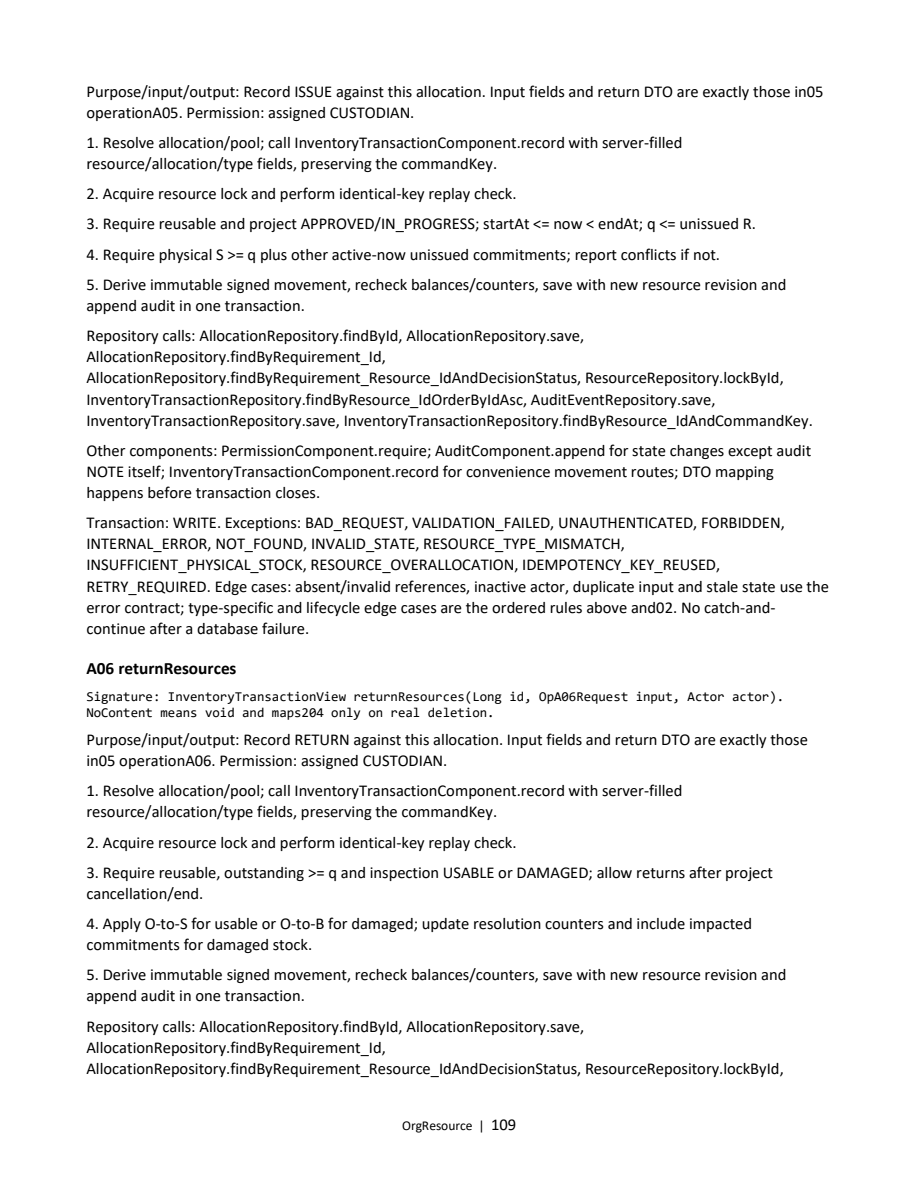 Purpose/input/output: Record ISSUE against this allocation. Input fields and return DTO are exactly those in05
operationA05. Permission: assigned CUSTODIAN.
1. Resolve allocation/pool; call InventoryTransactionComponent.record with server-filled
resource/allocation/type fields, preserving the commandKey.
2. Acquire resource lock and perform identical-key replay check.
3. Require reusable and project APPROVED/IN_PROGRESS; startAt <= now < endAt; q <= unissued R.
4. Require physical S >= q plus other active-now unissued commitments; report conflicts if not.
5. Derive immutable signed movement, recheck balances/counters, save with new resource revision and
append audit in one transaction.
Repository calls: AllocationRepository.findById, AllocationRepository.save,
AllocationRepository.findByRequirement_Id,
AllocationRepository.findByRequirement_Resource_IdAndDecisionStatus, ResourceRepository.lockById,
InventoryTransactionRepository.findByResource_IdOrderByIdAsc, AuditEventRepository.save,
InventoryTransactionRepository.save, InventoryTransactionRepository.findByResource_IdAndCommandKey.
Other components: PermissionComponent.require; AuditComponent.append for state changes except audit
NOTE itself; InventoryTransactionComponent.record for convenience movement routes; DTO mapping
happens before transaction closes.
Transaction: WRITE. Exceptions: BAD_REQUEST, VALIDATION_FAILED, UNAUTHENTICATED, FORBIDDEN,
INTERNAL_ERROR, NOT_FOUND, INVALID_STATE, RESOURCE_TYPE_MISMATCH,
INSUFFICIENT_PHYSICAL_STOCK, RESOURCE_OVERALLOCATION, IDEMPOTENCY_KEY_REUSED,
RETRY_REQUIRED. Edge cases: absent/invalid references, inactive actor, duplicate input and stale state use the
error contract; type-specific and lifecycle edge cases are the ordered rules above and02. No catch-and-
continue after a database failure.
A06 returnResources
Signature: InventoryTransactionView returnResources(Long id, OpA06Request input, Actor actor).
NoContent means void and maps204 only on real deletion.
Purpose/input/output: Record RETURN against this allocation. Input fields and return DTO are exactly those
in05 operationA06. Permission: assigned CUSTODIAN.
1. Resolve allocation/pool; call InventoryTransactionComponent.record with server-filled
resource/allocation/type fields, preserving the commandKey.
2. Acquire resource lock and perform identical-key replay check.
3. Require reusable, outstanding >= q and inspection USABLE or DAMAGED; allow returns after project
cancellation/end.
4. Apply O-to-S for usable or O-to-B for damaged; update resolution counters and include impacted
commitments for damaged stock.
5. Derive immutable signed movement, recheck balances/counters, save with new resource revision and
append audit in one transaction.
Repository calls: AllocationRepository.findById, AllocationRepository.save,
AllocationRepository.findByRequirement_Id,
AllocationRepository.findByRequirement_Resource_IdAndDecisionStatus, ResourceRepository.lockById,
OrgResource | 109